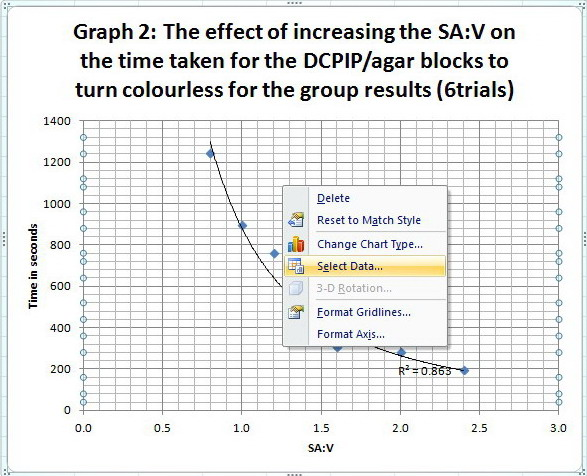 Graph 2: The effect of increasing the SA:V on
the time taken for the DCPIP/agar blocks to
turn colourless for the group results (6trials)
1400
1200
1000
800
600
400
200
0
Time in seconds
Delete
Reset to Match Style
Change Chart Type...
Select Data...
3-D Rotation...
Format Gridlines...
Format Axis...
R² = 0.863
0.0 0.5 1.0 1.5 2.0 2.5 3.0
SA:V